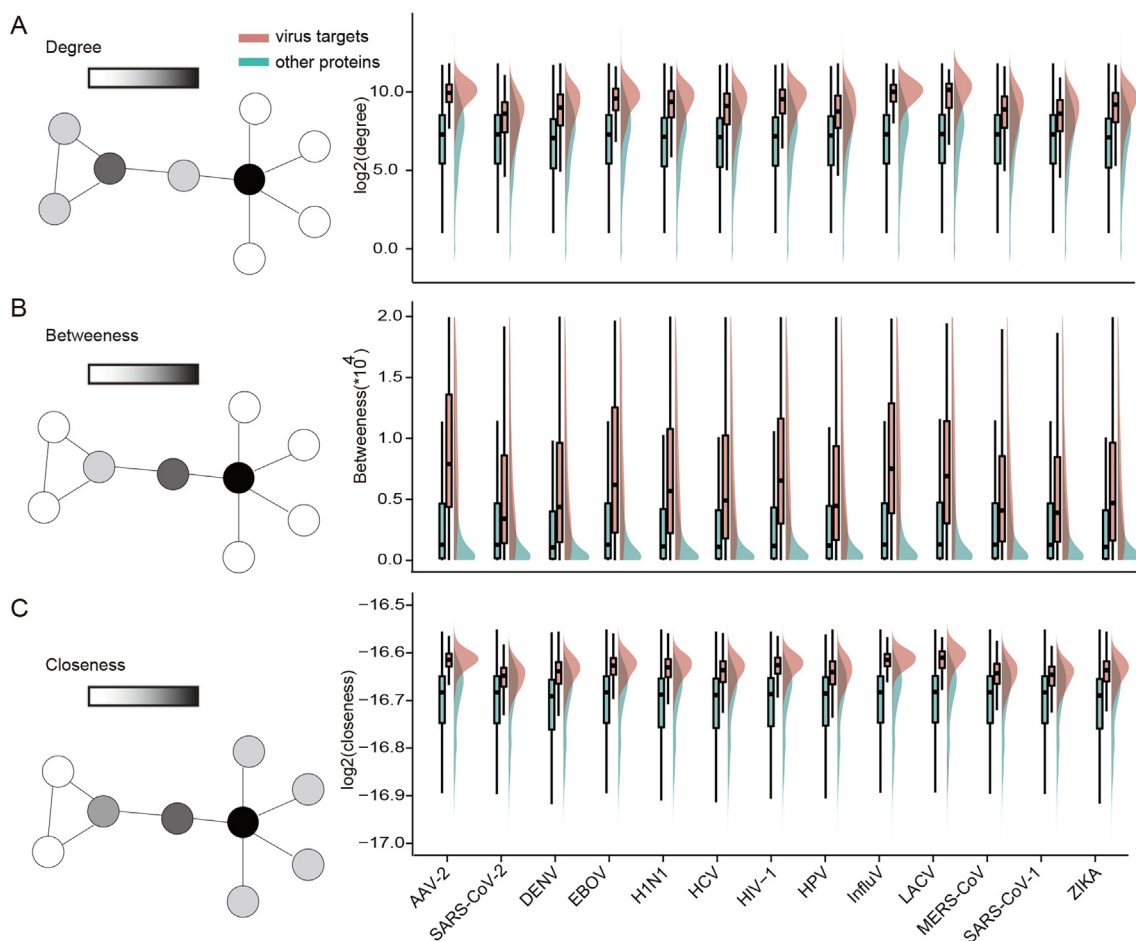 A
Degree
virus targets
other proteins
log2(degree)
10.0
5.0
0.0
B
Betweeness
Betweeness(*10^4)
2.0
1.5
1.0
0.5
0.0
C
Closeness
log2(closeness)
−16.5
−16.6
−16.7
−16.8
−16.9
−17.0
AAV-2
SARS-CoV-2
DENV
EBOV
H1N1
HCV
HIV-1
HPV
InfluV
LACV
MERS-CoV
SARS-CoV-1
ZIKA